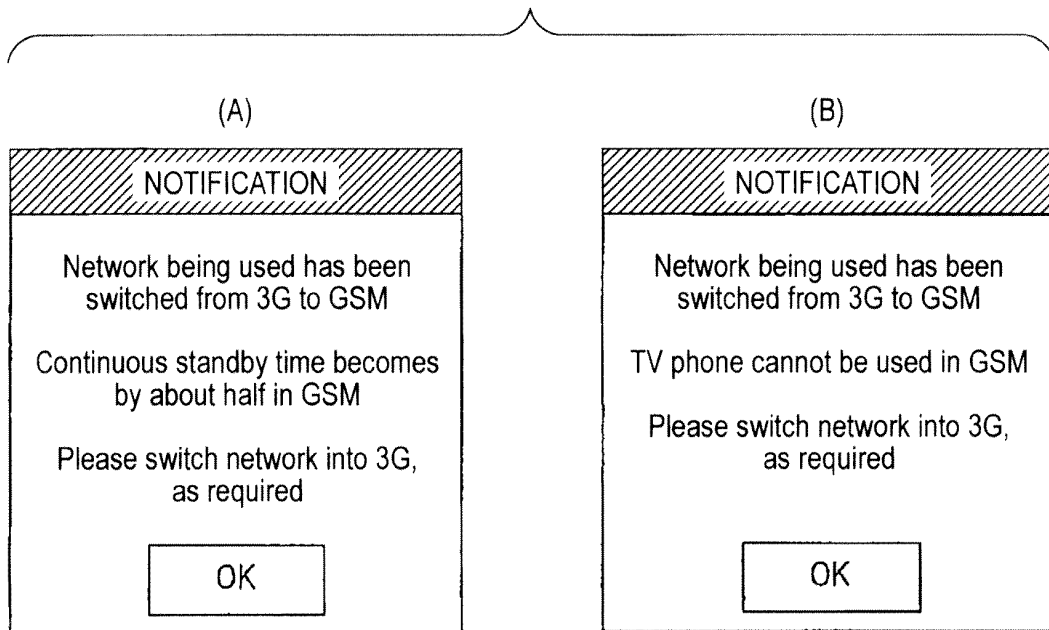 (A)
NOTIFICATION
Network being used has been
switched from 3G to GSM
Continuous standby time becomes
by about half in GSM
Please switch network into 3G,
as required
OK
(B)
NOTIFICATION
Network being used has been
switched from 3G to GSM
TV phone cannot be used in GSM
Please switch network into 3G,
as required
OK